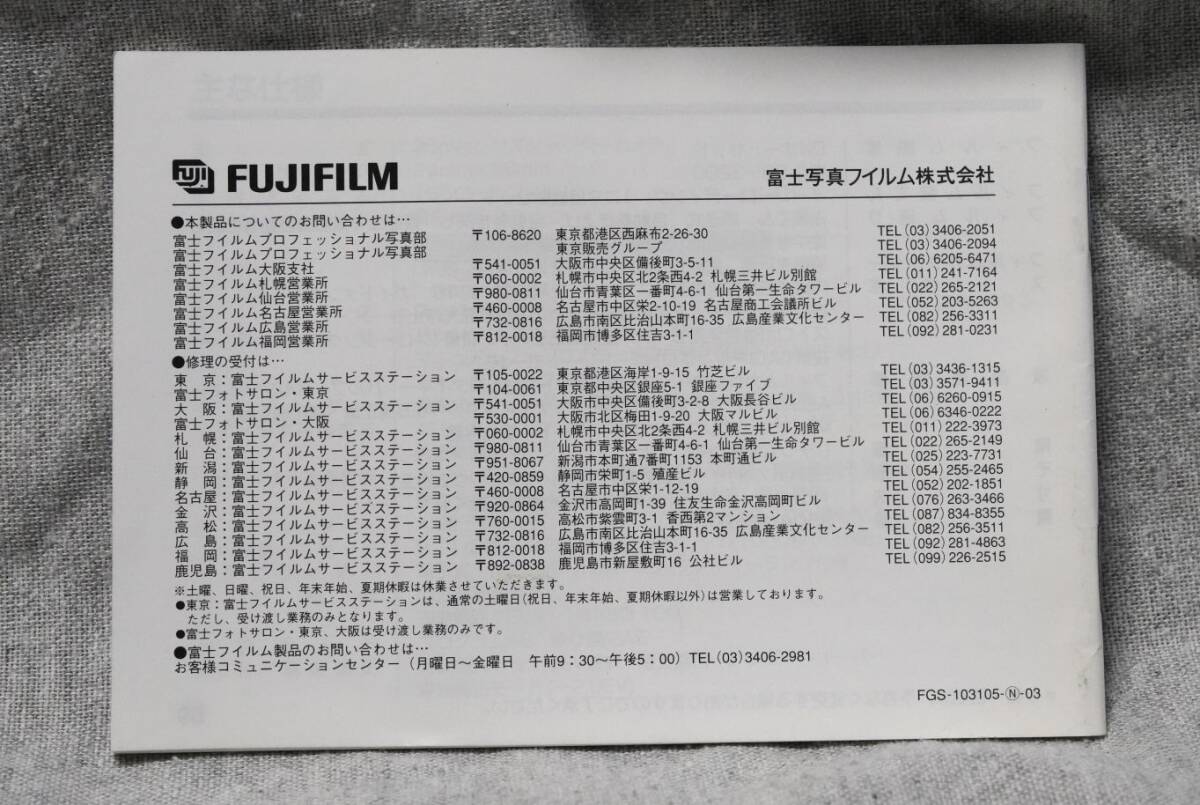 FUJI FUJIFILM 富士写真フイルム株式会社
●本製品についてのお問い合わせは…
富士フイルムプロフェッショナル写真部 〒106-8620 東京都港区西麻布2-26-30 TEL(03)3406-2051
富士フイルムプロフェッショナル写真部 東京販売グループ TEL(03)3406-2094
富士フイルム大阪支社 〒541-0051 大阪市中央区備後町3-5-11 TEL(06)6205-6471
富士フイルム札幌営業所 〒060-0002 札幌市中央区北2条西4-2 札幌三井ビル別館 TEL(011)241-7164
富士フイルム仙台営業所 〒980-0811 仙台市青葉区一番町4-6-1 仙台第一生命タワービル TEL(022)265-2121
富士フイルム名古屋営業所 〒460-0008 名古屋市中区栄2-10-19 名古屋商工会議所ビル TEL(052)203-5263
富士フイルム広島営業所 〒732-0816 広島市南区比治山本町16-35 広島産業文化センター TEL(082)256-3311
富士フイルム福岡営業所 〒812-0018 福岡市博多区住吉3-1-1 TEL(092)281-0231
●修理の受付は…
東 京：富士フイルムサービスステーション 〒105-0022 東京都港区海岸1-9-15 竹芝ビル TEL(03)3436-1315
富士フォトサロン・東京 〒104-0061 東京都中央区銀座5-1 銀座ファイブ TEL(03)3571-9411
大 阪：富士フイルムサービスステーション 〒541-0051 大阪市中央区備後町3-2-8 大阪長谷ビル TEL(06)6260-0915
富士フォトサロン・大阪 〒530-0001 大阪市北区梅田1-9-20 大阪マルビル TEL(06)6346-0222
札 幌：富士フイルムサービスステーション 〒060-0002 札幌市中央区北2条西4-2 札幌三井ビル別館 TEL(011)222-3973
仙 台：富士フイルムサービスステーション 〒980-0811 仙台市青葉区一番町4-6-1 仙台第一生命タワービル TEL(022)265-2149
新 潟：富士フイルムサービスステーション 〒951-8067 新潟市本町通7番町1153 本町通ビル TEL(025)223-7731
静 岡：富士フイルムサービスステーション 〒420-0859 静岡市栄町1-5 殖産ビル TEL(054)255-2465
名古屋：富士フイルムサービスステーション 〒460-0008 名古屋市中区栄1-12-19 TEL(052)202-1851
金 沢：富士フイルムサービスステーション 〒920-0864 金沢市高岡町1-39 住友生命金沢高岡町ビル TEL(076)263-3466
高 松：富士フイルムサービスステーション 〒760-0015 高松市紫雲町3-1 香西第2マンション TEL(087)834-8355
広 島：富士フイルムサービスステーション 〒732-0816 広島市南区比治山本町16-35 広島産業文化センター TEL(082)256-3511
福 岡：富士フイルムサービスステーション 〒812-0018 福岡市博多区住吉3-1-1 TEL(092)281-4863
鹿児島：富士フイルムサービスステーション 〒892-0838 鹿児島市新屋敷町16 公社ビル TEL(099)226-2515
※土曜、日曜、祝日、年末年始、夏期休暇は休業させていただきます。
●東京：富士フイルムサービスステーションは、通常の土曜日(祝日、年末年始、夏期休暇以外)は営業しております。
ただし、受け渡し業務のみとなります。
●富士フォトサロン・東京、大阪は受け渡し業務のみです。
●富士フイルム製品のお問い合わせは…
お客様コミュニケーションセンター（月曜日～金曜日 午前9：30～午後5：00）TEL(03)3406-2981
FGS-103105-Ⓝ-03